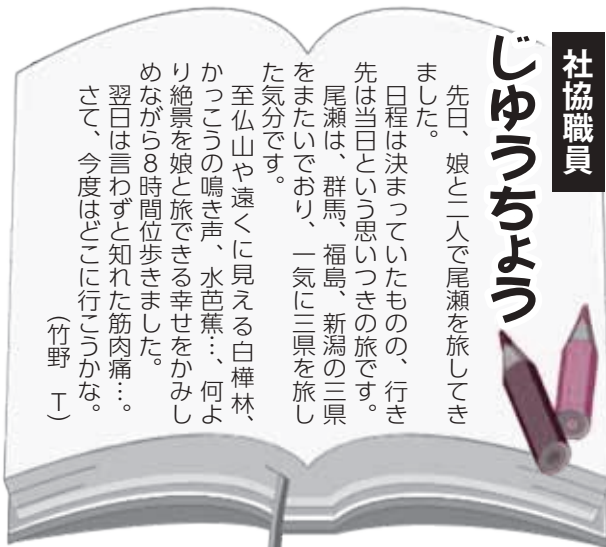 社協職員
じゆうちょう
先日、娘と二人で尾瀬を旅してき
ました。
日程は決まっていたものの、行き
先は当日という思いつきの旅です。
尾瀬は、群馬、福島、新潟の三県
をまたいでおり、一気に三県を旅し
た気分です。
至仏山や遠くに見える白樺林、
かっこうの鳴き声、水芭蕉…、何よ
り絶景を娘と旅できる幸せをかみし
めながら８時間位歩きました。
翌日は言わずと知れた筋肉痛…。
さて、今度はどこに行こうかな。
（竹野　Ｔ）